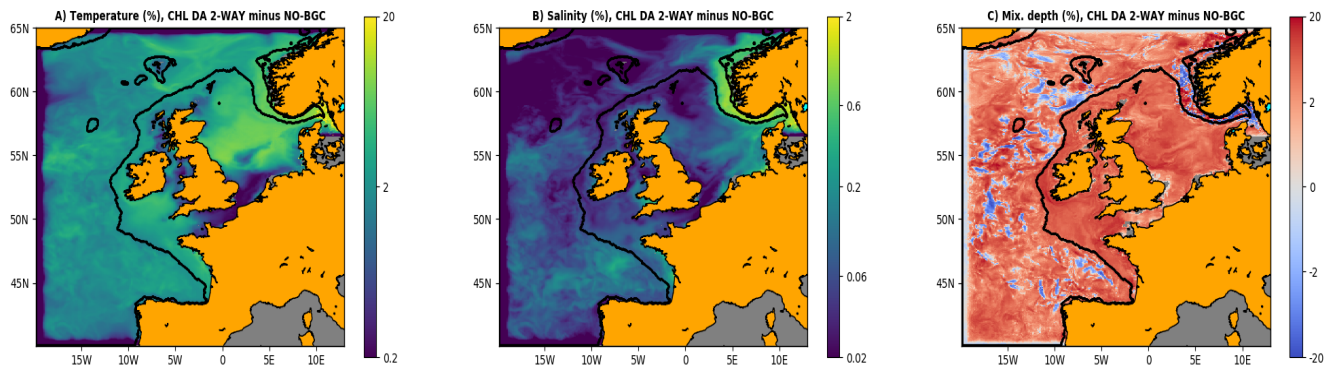 A) Temperature (%), CHL DA 2-WAY minus NO-BGC
65N
60N
55N
50N
45N
15W 10W 5W 0 5E 10E
20
2
0.2
B) Salinity (%), CHL DA 2-WAY minus NO-BGC
65N
60N
55N
50N
45N
15W 10W 5W 0 5E 10E
2
0.6
0.2
0.06
0.02
C) Mix. depth (%), CHL DA 2-WAY minus NO-BGC
65N
60N
55N
50N
45N
15W 10W 5W 0 5E 10E
20
2
0
-2
-20